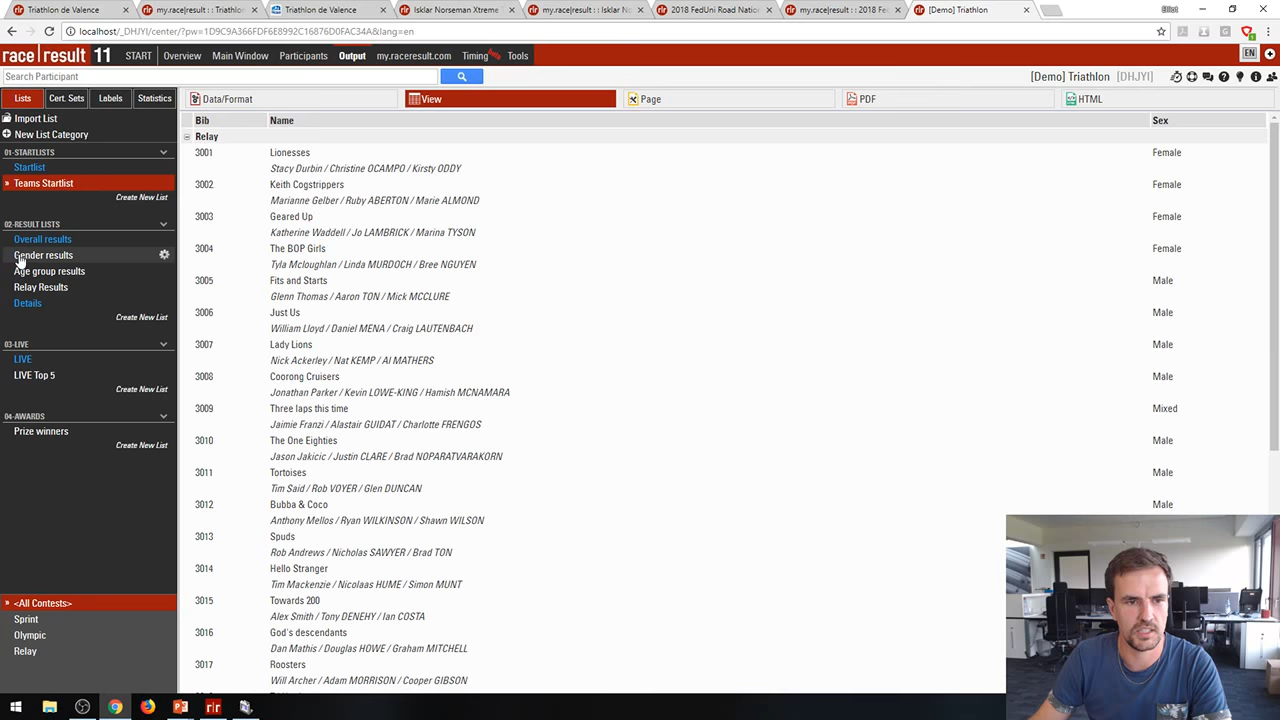 Triathlon de Valence
my.race|result :: Triathlon
Triathlon de Valence
Isklar Norseman Xtreme
my.race|result :: Isklar No
2018 FedUni Road Nation
my.race|result :: 2018 Fed
[Demo] Triathlon
Elliot
localhost/_DHJYI/center/?pw=1D9C9A366FDF6E8992C16876D0FAC34A&lang=en
race|result 11
START
Overview
Main Window
Participants
Output
my.raceresult.com
Timing
Tools
EN
Search Participant
[Demo] Triathlon [DHJYI]
Lists
Cert. Sets
Labels
Statistics
Data/Format
View
Page
PDF
HTML
Import List
New List Category
01-STARTLISTS
Startlist
» Teams Startlist
Create New List
02-RESULT LISTS
Overall results
Gender results
Age group results
Relay Results
Details
Create New List
03-LIVE
LIVE
LIVE Top 5
Create New List
04-AWARDS
Prize winners
Create New List
» <All Contests>
Sprint
Olympic
Relay
Bib Name Sex
Relay
3001 Lionesses Female
Stacy Durbin / Christine OCAMPO / Kirsty ODDY
3002 Keith Cogstrippers Female
Marianne Gelber / Ruby ABERTON / Marie ALMOND
3003 Geared Up Female
Katherine Waddell / Jo LAMBRICK / Marina TYSON
3004 The BOP Girls Female
Tyla Mcloughlan / Linda MURDOCH / Bree NGUYEN
3005 Fits and Starts Male
Glenn Thomas / Aaron TON / Mick MCCLURE
3006 Just Us Male
William Lloyd / Daniel MENA / Craig LAUTENBACH
3007 Lady Lions Male
Nick Ackerley / Nat KEMP / Al MATHERS
3008 Coorong Cruisers Male
Jonathan Parker / Kevin LOWE-KING / Hamish MCNAMARA
3009 Three laps this time Mixed
Jaimie Franzi / Alastair GUIDAT / Charlotte FRENGOS
3010 The One Eighties Male
Jason Jakicic / Justin CLARE / Brad NOPARATVARAKORN
3011 Tortoises Male
Tim Said / Rob VOYER / Glen DUNCAN
3012 Bubba & Coco Male
Anthony Mellos / Ryan WILKINSON / Shawn WILSON
3013 Spuds
Rob Andrews / Nicholas SAWYER / Brad TON
3014 Hello Stranger
Tim Mackenzie / Nicolaas HUME / Simon MUNT
3015 Towards 200
Alex Smith / Tony DENEHY / Ian COSTA
3016 God's descendants
Dan Mathis / Douglas HOWE / Graham MITCHELL
3017 Roosters
Will Archer / Adam MORRISON / Cooper GIBSON